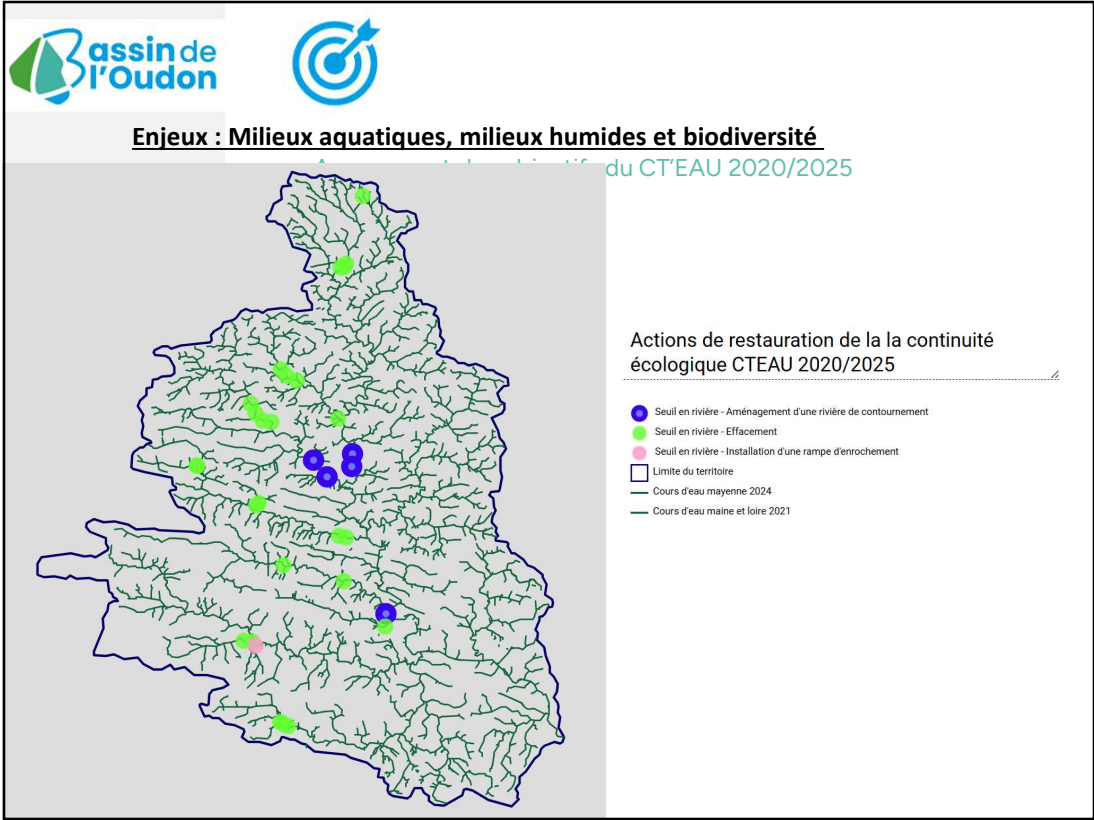 Bassin de
l'Oudon
Enjeux : Milieux aquatiques, milieux humides et biodiversité
du CT'EAU 2020/2025
Actions de restauration de la la continuité
écologique CTEAU 2020/2025
Seuil en rivière - Aménagement d'une rivière de contournement
Seuil en rivière - Effacement
Seuil en rivière - Installation d'une rampe d'enrochement
Limite du territoire
Cours d'eau mayenne 2024
Cours d'eau maine et loire 2021